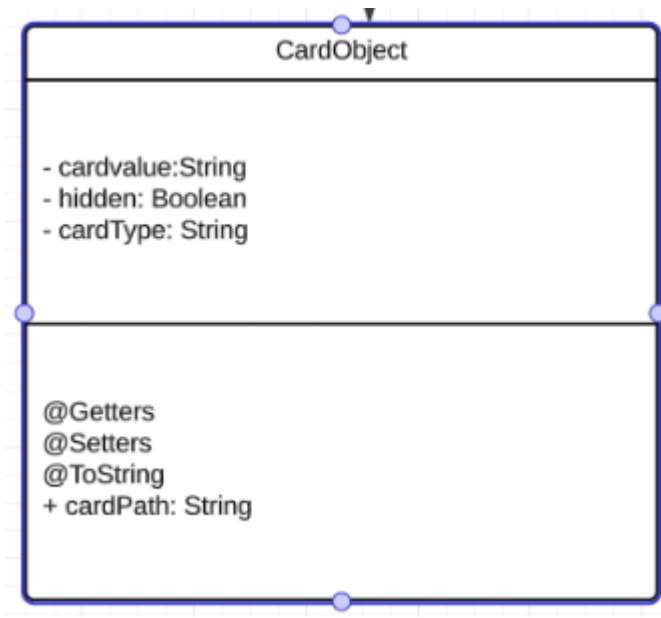 CardObject
- cardvalue:String
- hidden: Boolean
- cardType: String
@Getters
@Setters
@ToString
+ cardPath: String